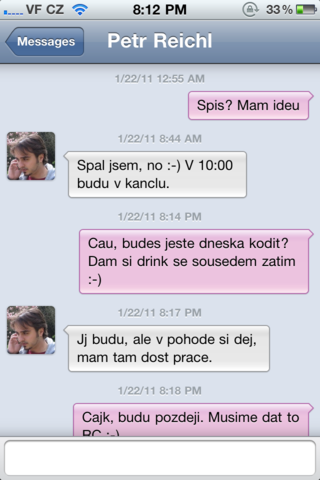 VF CZ 8:12 PM 33%
Messages Petr Reichl
1/22/11 12:55 AM
Spis? Mam ideu
1/22/11 8:44 AM
Spal jsem, no :-) V 10:00
budu v kanclu.
1/22/11 8:14 PM
Cau, budes jeste dneska kodit?
Dam si drink se sousedem zatim
:-)
1/22/11 8:17 PM
Jj budu, ale v pohode si dej,
mam tam dost prace.
1/22/11 8:18 PM
Cajk, budu pozdeji. Musime dat to
RC :-)